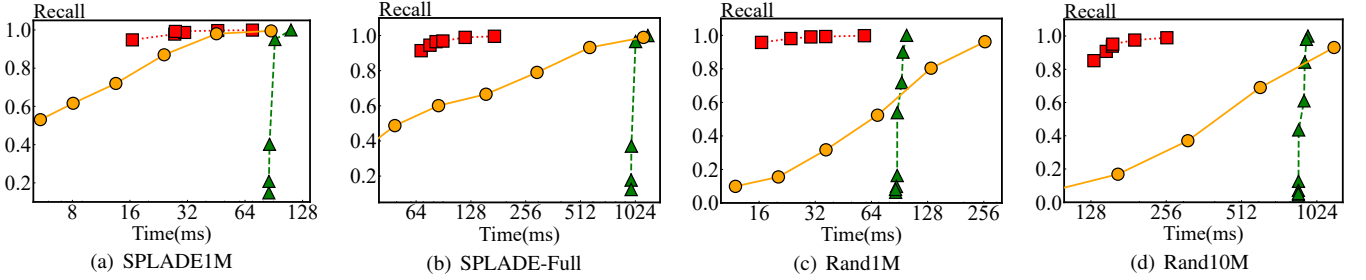 Recall
1.0
0.8
0.6
0.4
0.2
8 16 32 64 128
Time(ms)
(a) SPLADE1M
Recall
1.0
0.8
0.6
0.4
0.2
64 128 256 512 1024
Time(ms)
(b) SPLADE-Full
Recall
1.0
0.8
0.6
0.4
0.2
0.0
16 32 64 128 256
Time(ms)
(c) Rand1M
Recall
1.0
0.8
0.6
0.4
0.2
0.0
128 256 512 1024
Time(ms)
(d) Rand10M